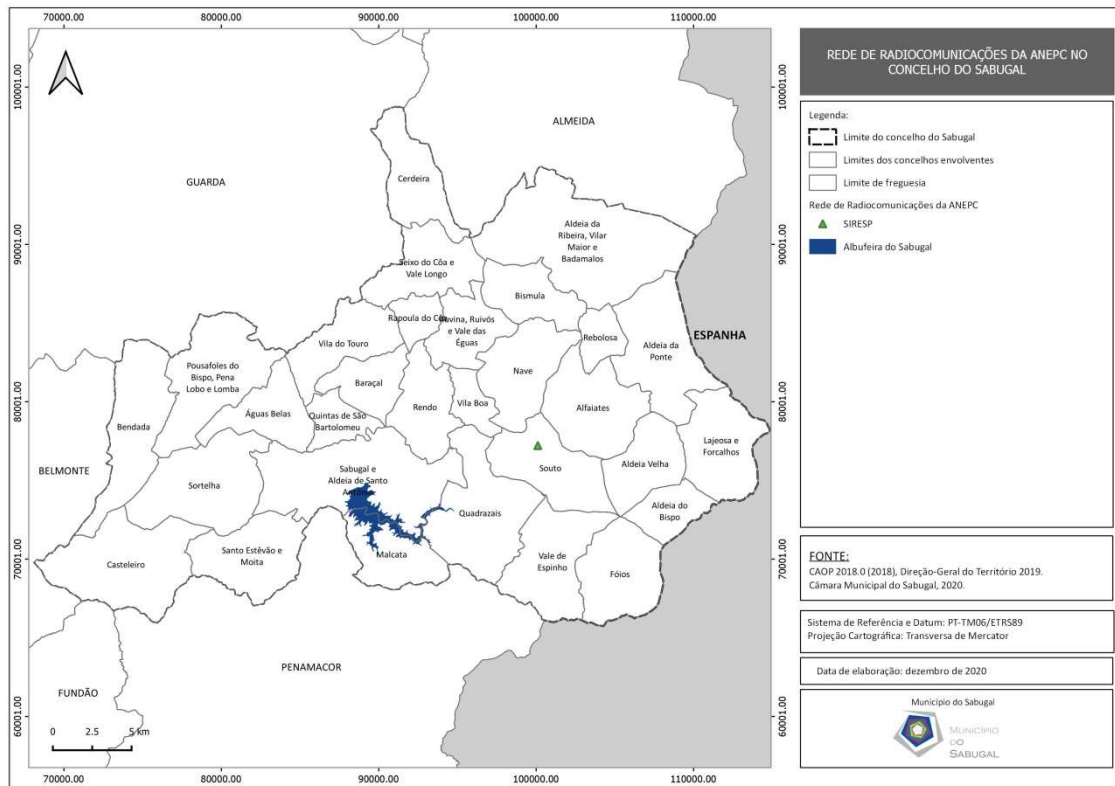 70000.00
80000.00
90000.00
100000.00
110000.00
100001.00
90001.00
80001.00
70001.00
60001.00
100001.00
90001.00
80001.00
70001.00
60001.00
ALMEIDA
GUARDA
Cerdeira
Aldeia da
Ribeira, Vilar
Maior e
Badamalos
Seixo do Côa e
Vale Longo
Bismula
Rapoula do Côa
Ruivós
e Vale das
Éguas
Rebolosa
ESPANHA
Aldeia da
Ponte
Vila do Touro
Pousafoles do
Bispo, Pena
Lobo e Lomba
Baraçal
Nave
Águas Belas
Quintas de São
Bartolomeu
Rendo
Vila Boa
Alfaiates
Bendada
Lajeosa e
Forcalhos
BELMONTE
Sortelha
Sabugal e
Aldeia de Santo
António
Souto
Aldeia Velha
Quadrazais
Aldeia do
Bispo
Casteleiro
Santo Estêvão e
Moita
Malcata
Vale de
Espinho
Fóios
PENAMACOR
FUNDÃO
0 2.5 5 km
70000.00
80000.00
90000.00
100000.00
110000.00
REDE DE RADIOCOMUNICAÇÕES DA ANEPC NO
CONCELHO DO SABUGAL
Legenda:
Limite do concelho do Sabugal
Limites dos concelhos envolventes
Limite de freguesia
Rede de Radiocomunicações da ANEPC
SIRESP
Albufeira do Sabugal
FONTE:
CAOP 2018.0 (2018), Direção-Geral do Território 2019.
Câmara Municipal do Sabugal, 2020.
Sistema de Referência e Datum: PT-TM06/ETRS89
Projeção Cartográfica: Transversa de Mercator
Data de elaboração: dezembro de 2020
Município do Sabugal
MUNICÍPIO
DO
SABUGAL